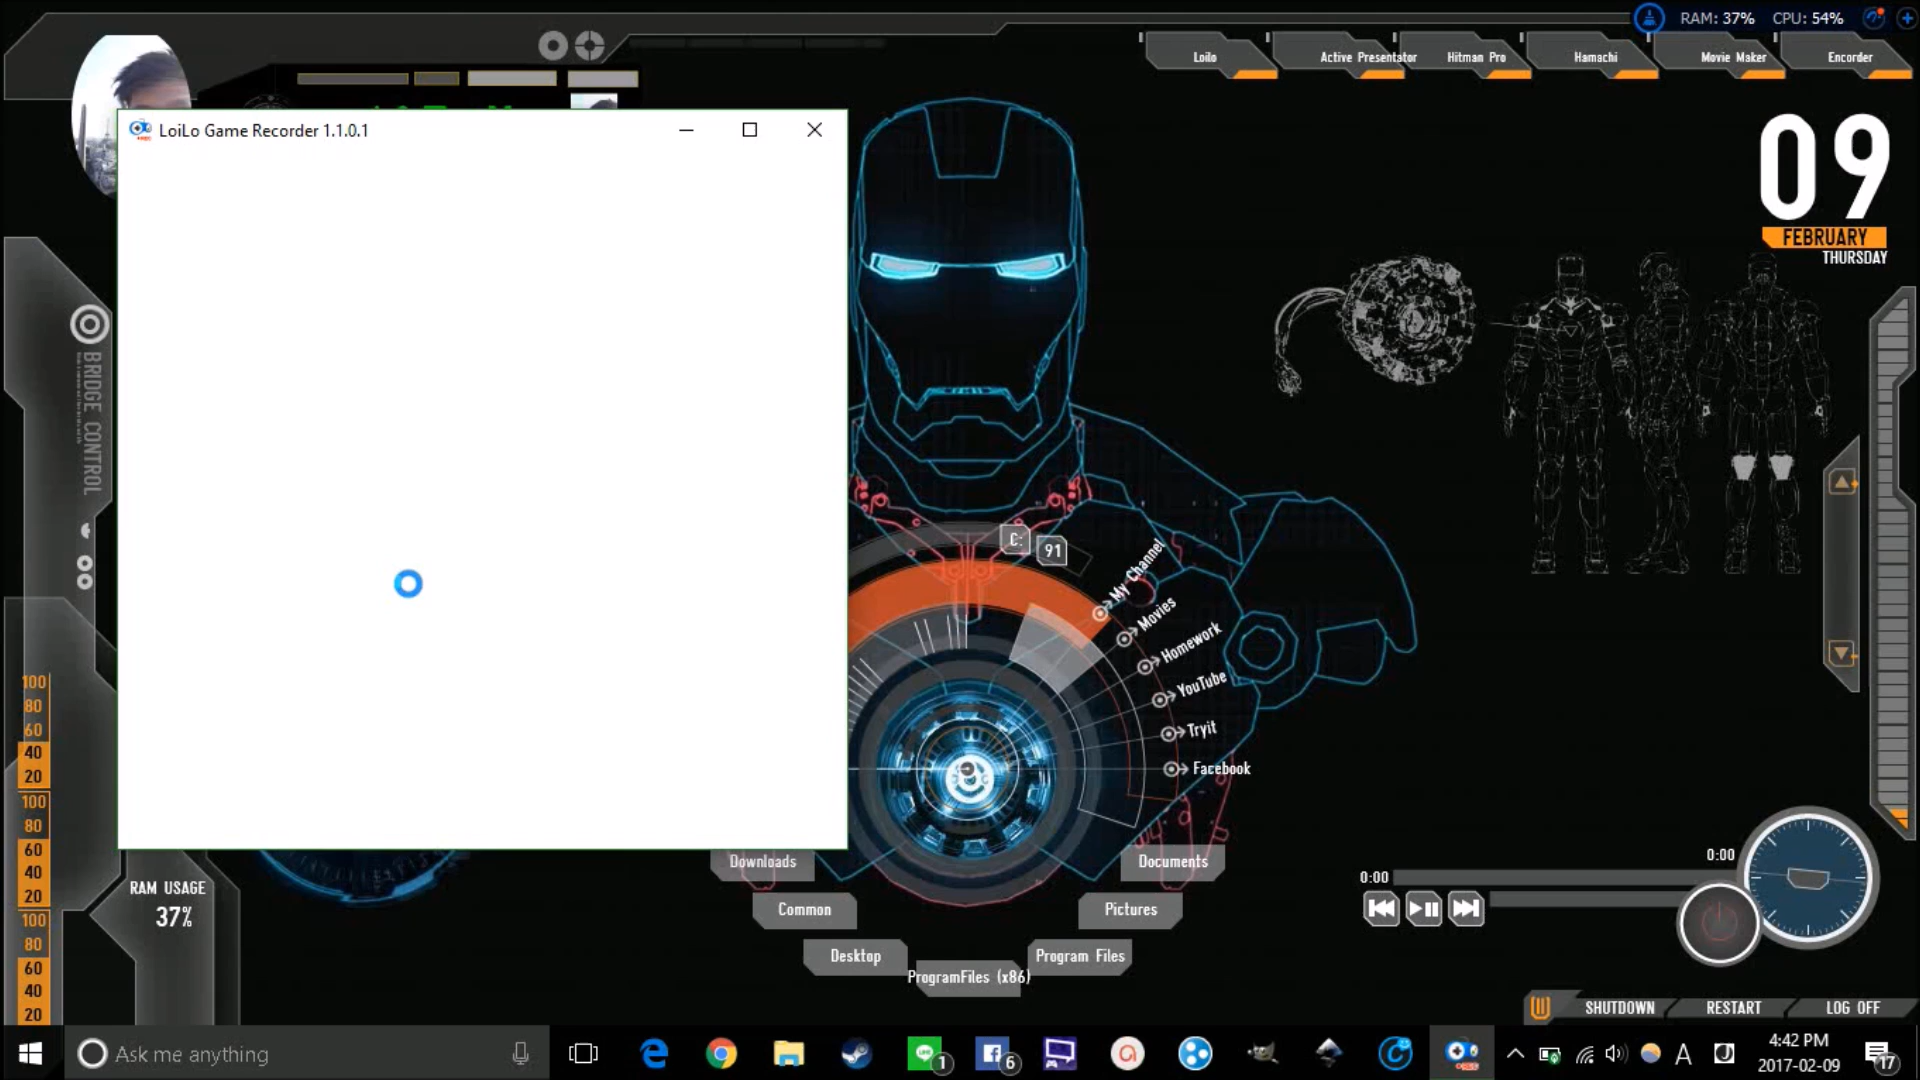 RAM: 37% CPU: 54%
Loilo
Active Presentator
Hitman Pro
Hamachi
Movie Maker
Encorder
LoiLo Game Recorder 1.1.0.1
09
FEBRUARY
THURSDAY
BRIDGE CONTROL
C:
91
My Channel
Movies
Homework
YouTube
Tryit
Facebook
100
80
60
40
20
100
80
60
40
20
100
80
60
40
20
RAM USAGE
37%
Downloads
Documents
Common
Pictures
Desktop
Program Files
ProgramFiles (x86)
0:00
0:00
SHUTDOWN
RESTART
LOG OFF
Ask me anything
1
6
A
4:42 PM
2017-02-09
17